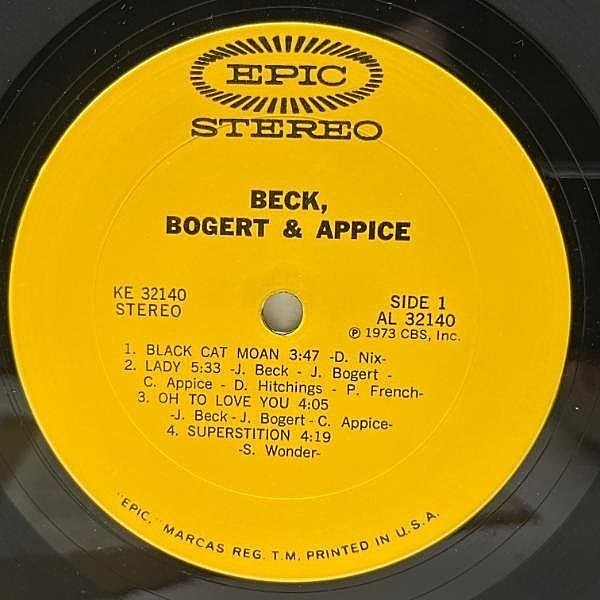 EPIC
STEREO
BECK,
BOGERT & APPICE
KE 32140
STEREO
SIDE 1
AL 32140
℗ 1973 CBS, Inc.
1. BLACK CAT MOAN 3:47 -D. Nix-
2. LADY 5:33 -J. Beck - J. Bogert -
C. Appice - D. Hitchings - P. French-
3. OH TO LOVE YOU 4:05
-J. Beck - J. Bogert - C. Appice-
4. SUPERSTITION 4:19
-S. Wonder-
"EPIC," MARCAS REG. T.M. PRINTED IN U.S.A.